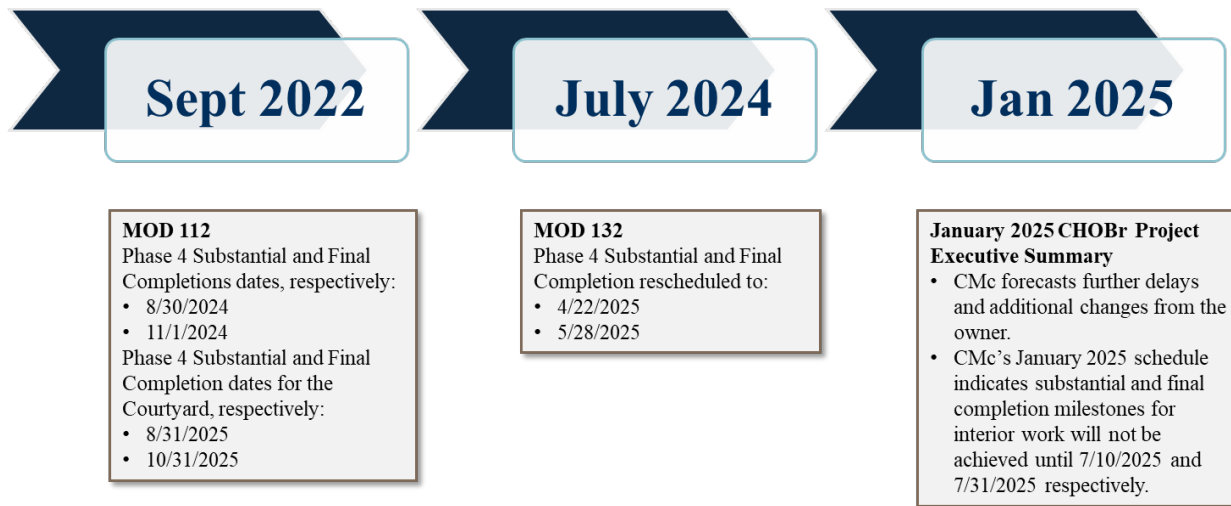 Sept 2022
July 2024
Jan 2025
MOD 112
Phase 4 Substantial and Final
Completions dates, respectively:
• 8/30/2024
• 11/1/2024
Phase 4 Substantial and Final
Completion dates for the
Courtyard, respectively:
• 8/31/2025
• 10/31/2025
MOD 132
Phase 4 Substantial and Final
Completion rescheduled to:
• 4/22/2025
• 5/28/2025
January 2025 CHOBr Project
Executive Summary
• CMc forecasts further delays
and additional changes from the
owner.
• CMc’s January 2025 schedule
indicates substantial and final
completion milestones for
interior work will not be
achieved until 7/10/2025 and
7/31/2025 respectively.